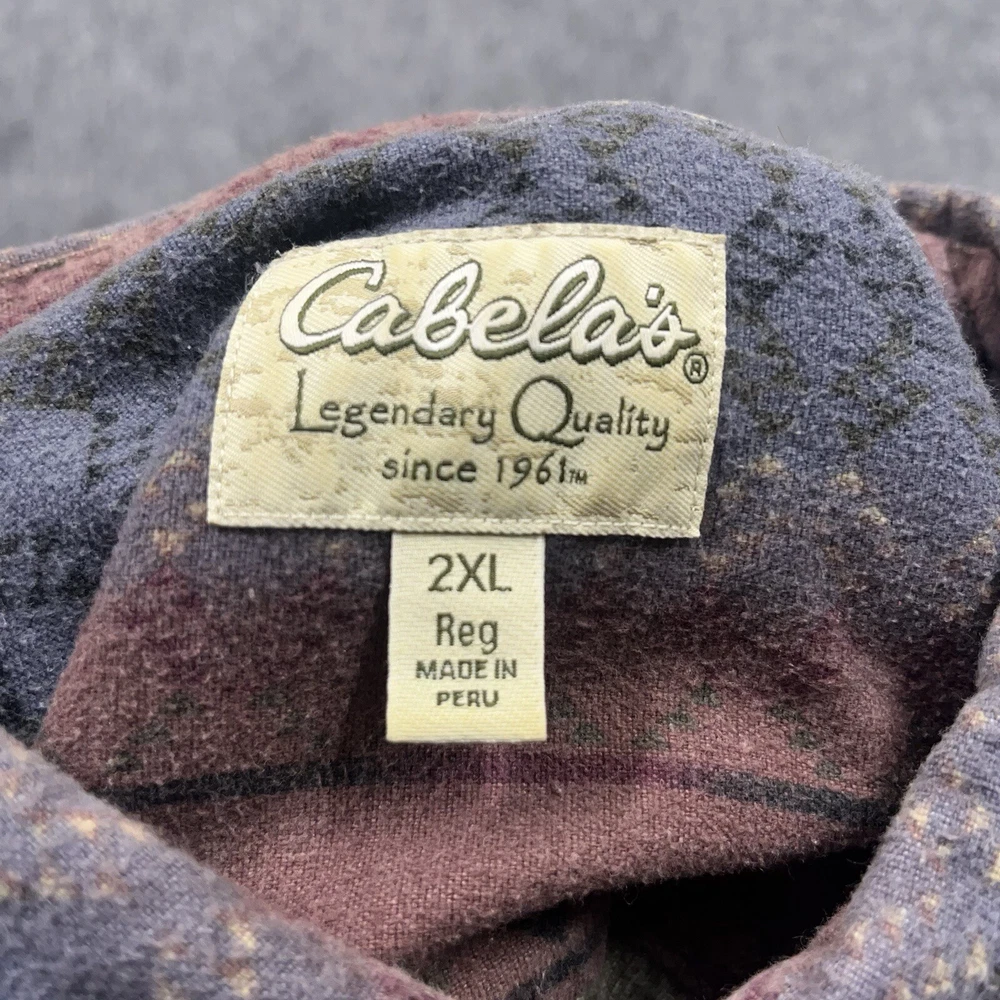 Cabela's®
Legendary Quality
since 1961™
2XL
Reg
MADE IN
PERU